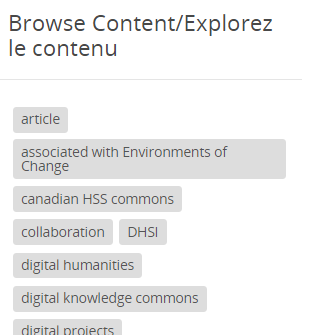 Browse Content/Explorez
le contenu
article
associated with Environments of
Change
canadian HSS commons
collaboration DHSI
digital humanities
digital knowledge commons
digital projects